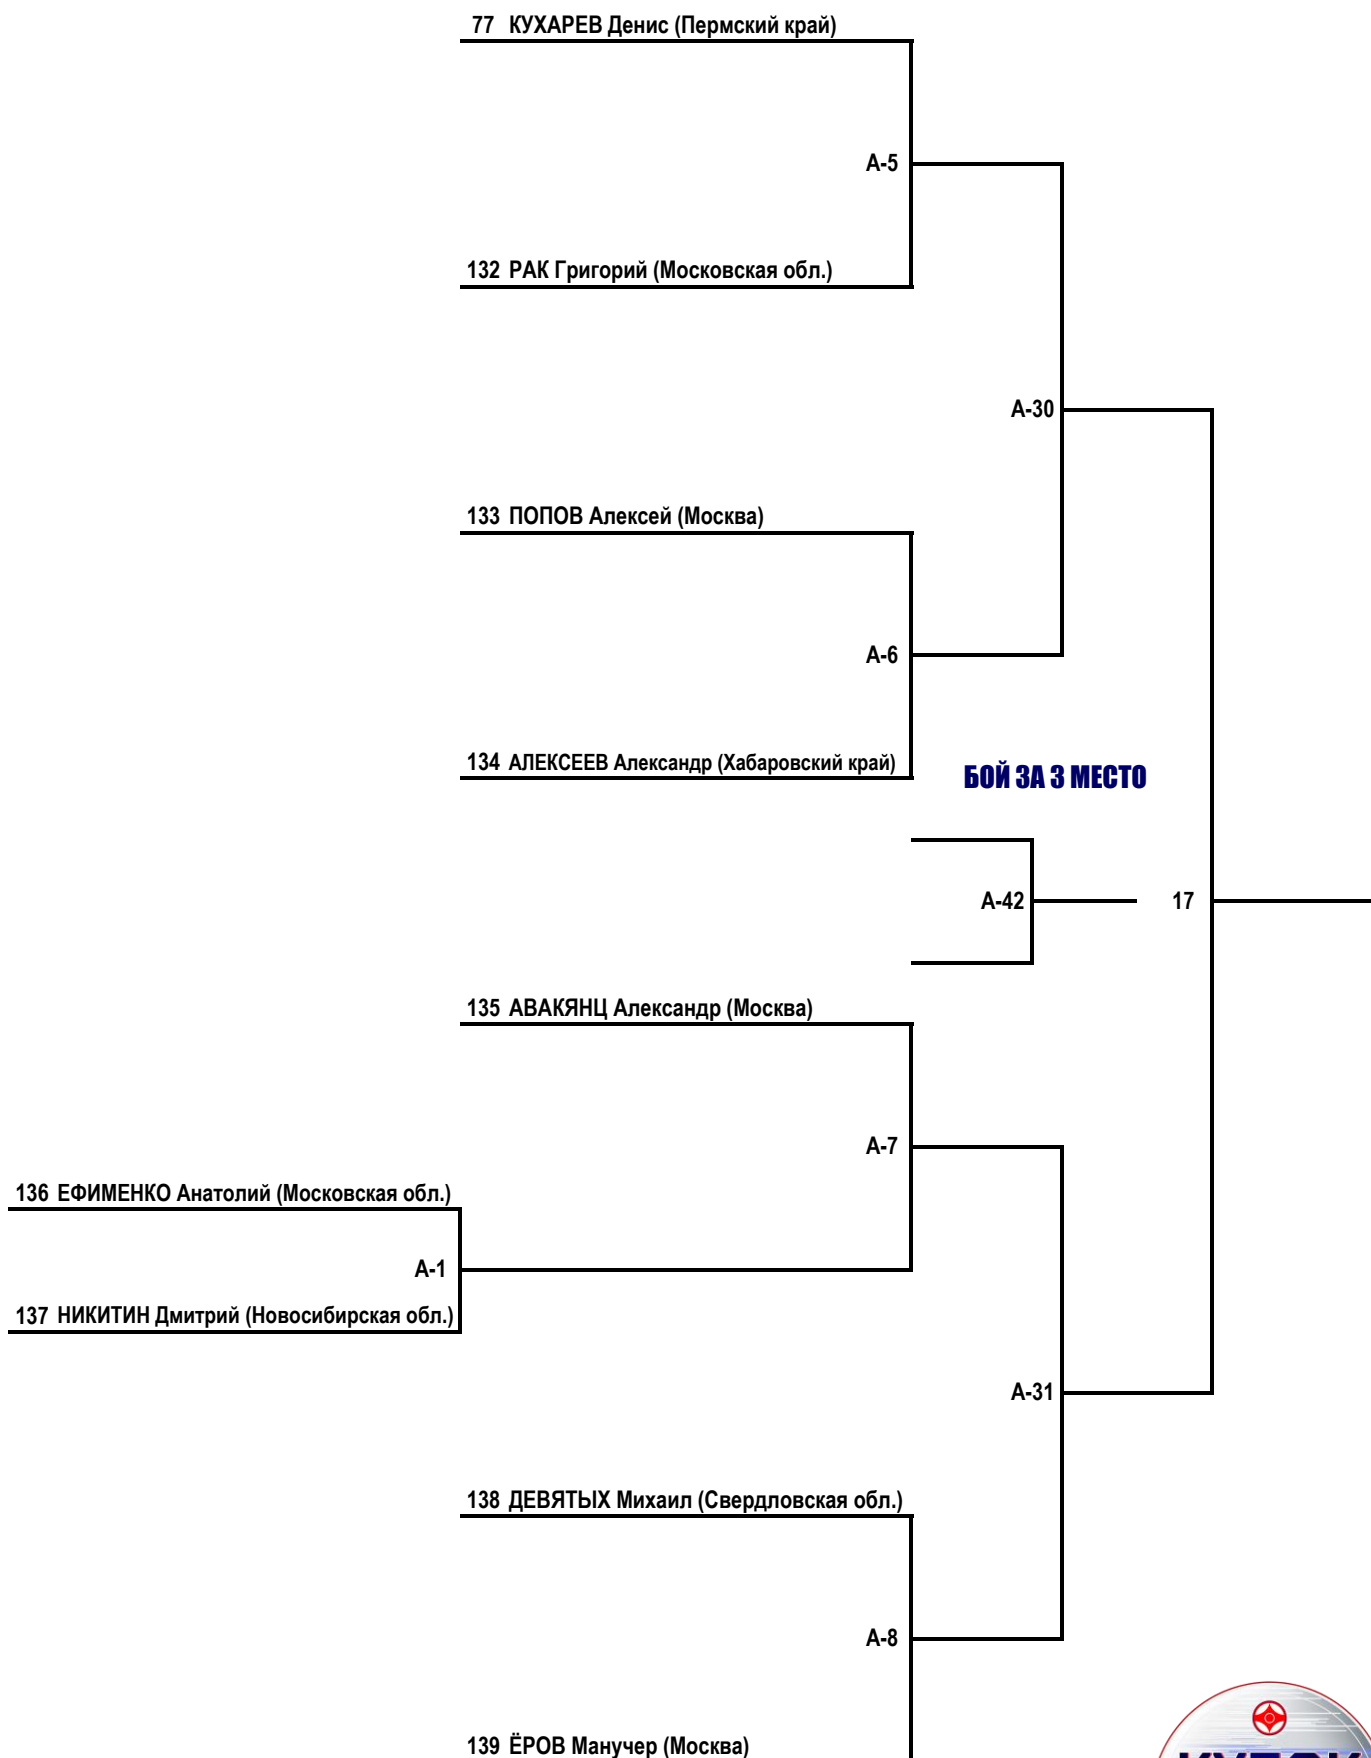 77 КУХАРЕВ Денис (Пермский край)
А-5
132 РАК Григорий (Московская обл.)
А-30
133 ПОПОВ Алексей (Москва)
А-6
134 АЛЕКСЕЕВ Александр (Хабаровский край)
БОЙ ЗА 3 МЕСТО
А-42
17
135 АВАКЯНЦ Александр (Москва)
А-7
136 ЕФИМЕНКО Анатолий (Московская обл.)
А-1
137 НИКИТИН Дмитрий (Новосибирская обл.)
А-31
138 ДЕВЯТЫХ Михаил (Свердловская обл.)
А-8
139 ЁРОВ Манучер (Москва)